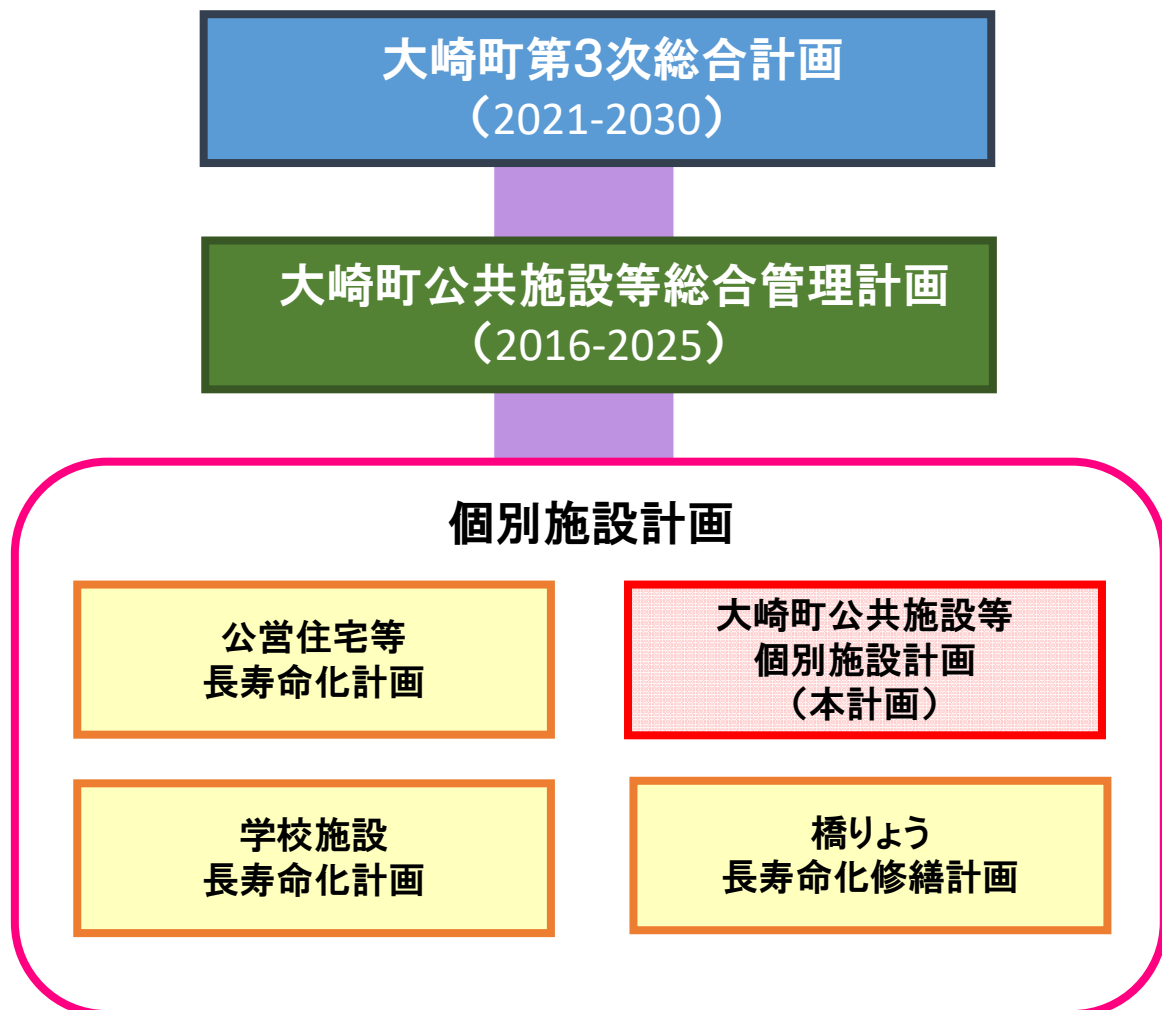 大崎町第3次総合計画
（2021-2030）
大崎町公共施設等総合管理計画
（2016-2025）
個別施設計画
公営住宅等
長寿命化計画
大崎町公共施設等
個別施設計画
（本計画）
学校施設
長寿命化計画
橋りょう
長寿命化修繕計画